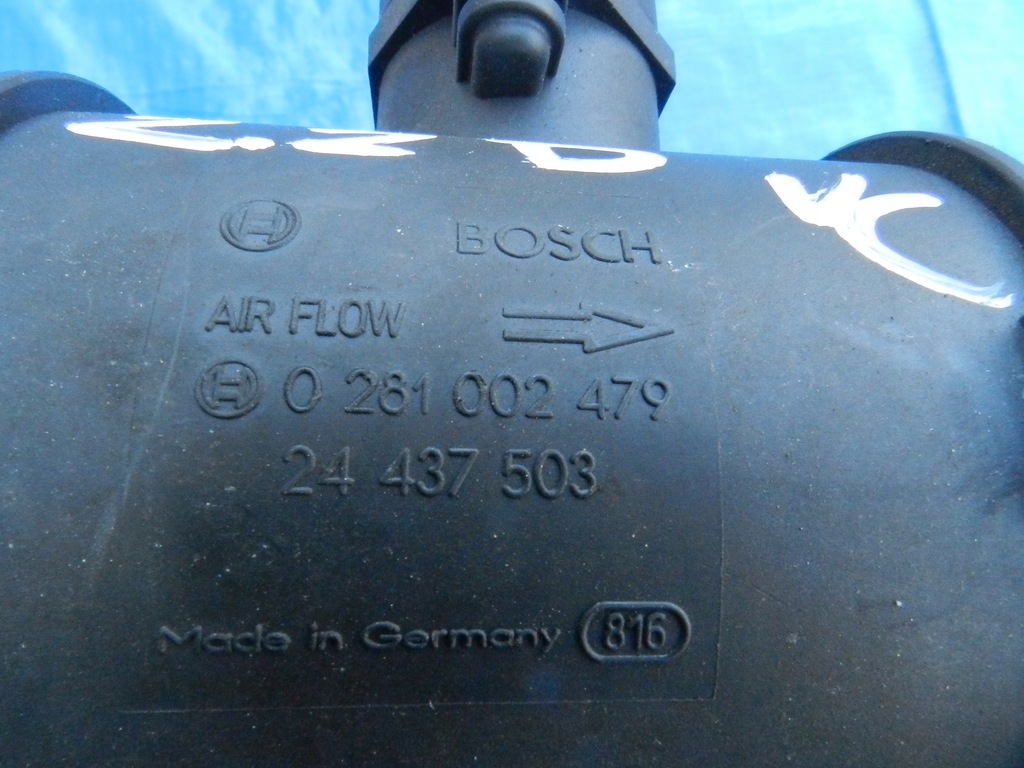 BOSCH
AIR FLOW
0 281 002 479
24 437 503
Made in Germany 816